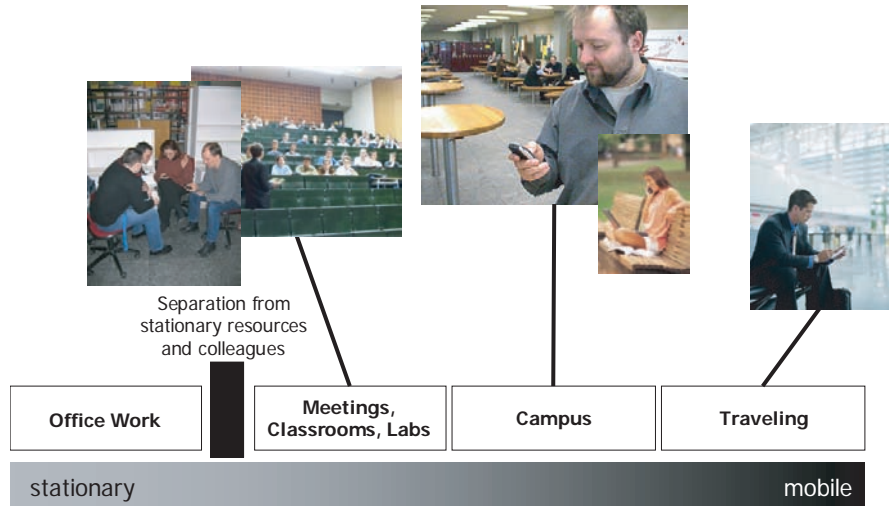 Separation from
stationary resources
and colleagues
Office Work
Meetings,
Classrooms, Labs
Campus
Traveling
stationary
mobile